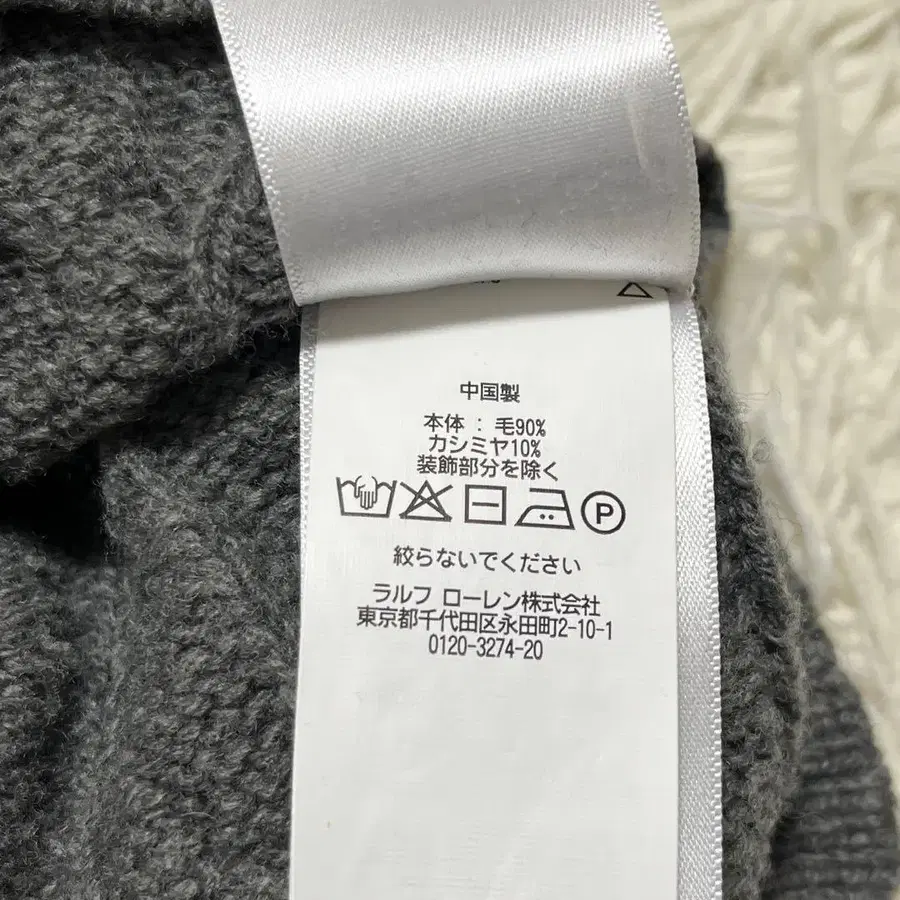 中国製
本体 : 毛90%
カシミヤ10%
装飾部分を除く
P
絞らないでください
ラルフ ローレン株式会社
東京都千代田区永田町2-10-1
0120-3274-20